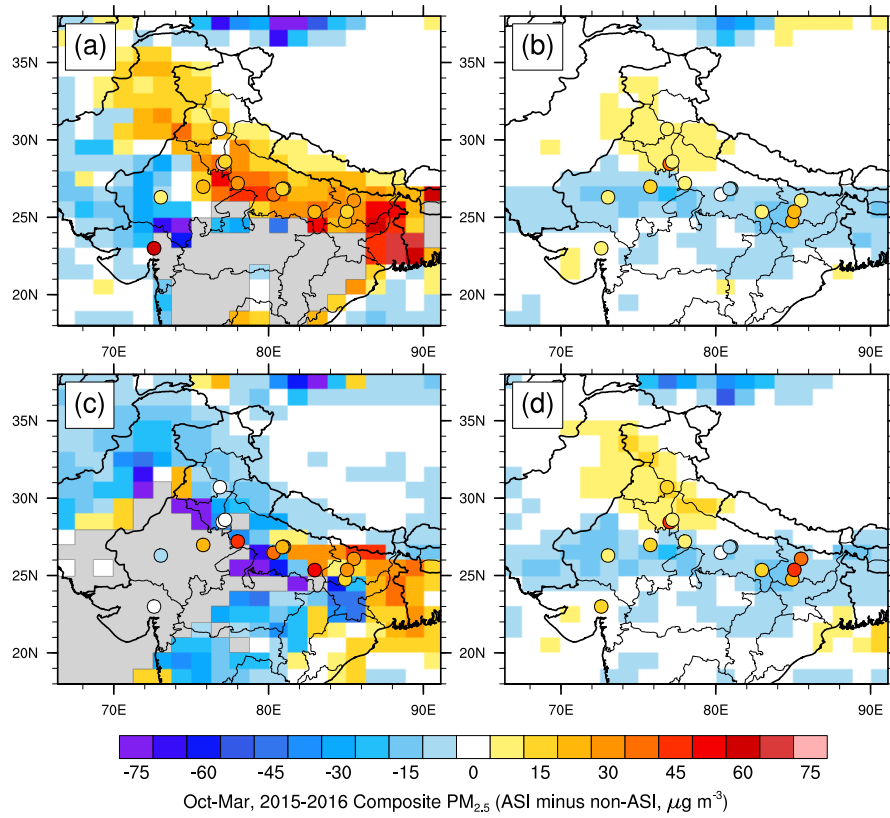 (a)
(b)
35N
30N
25N
20N
35N
30N
25N
20N
70E
80E
90E
70E
80E
90E
(c)
(d)
35N
30N
25N
20N
35N
30N
25N
20N
70E
80E
90E
70E
80E
90E
-75 -60 -45 -30 -15 0 15 30 45 60 75
Oct-Mar, 2015-2016 Composite PM2.5 (ASI minus non-ASI, μg m-3)